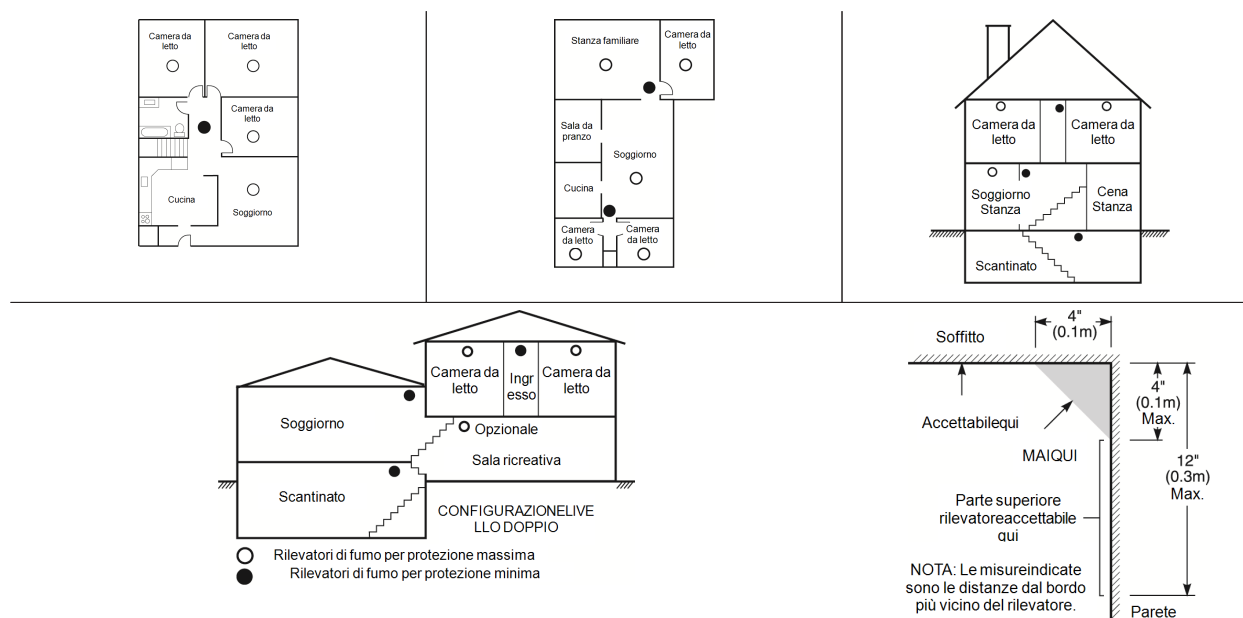 Camera da
letto
Camera da
letto
Camera da
letto
Cucina
Soggiorno
Stanza familiare
Camera da
letto
Sala da
pranzo
Soggiorno
Cucina
Camera
da letto
Camera
da letto
Camera da
letto
Camera da
letto
Soggiorno
Stanza
Cena
Stanza
Scantinato
Camera da
letto
Ingr
esso
Camera da
letto
Soggiorno
Opzionale
Sala ricreativa
Scantinato
CONFIGURAZIONELIVE
LLO DOPPIO
Rilevatori di fumo per protezione massima
Rilevatori di fumo per protezione minima
4"
(0.1m)
Soffitto
4"
(0.1m)
Max.
Accettabilequi
MAIQUI
12"
(0.3m)
Max.
Parte superiore
rilevatoreaccettabile
qui
NOTA: Le misureindicate
sono le distanze dal bordo
più vicino del rilevatore.
Parete